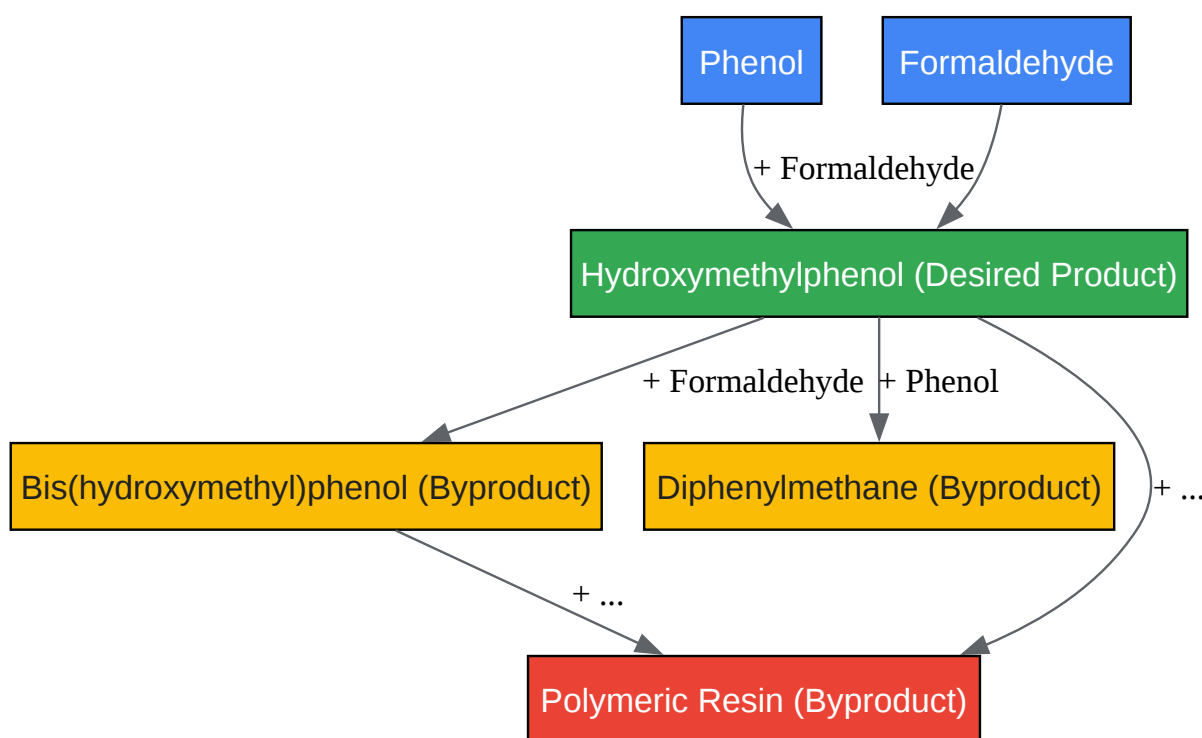 Phenol
Formaldehyde
+ Formaldehyde
Hydroxymethylphenol (Desired Product)
+ Formaldehyde
+ Phenol
Bis(hydroxymethyl)phenol (Byproduct)
Diphenylmethane (Byproduct)
+ ...
+ ...
Polymeric Resin (Byproduct)